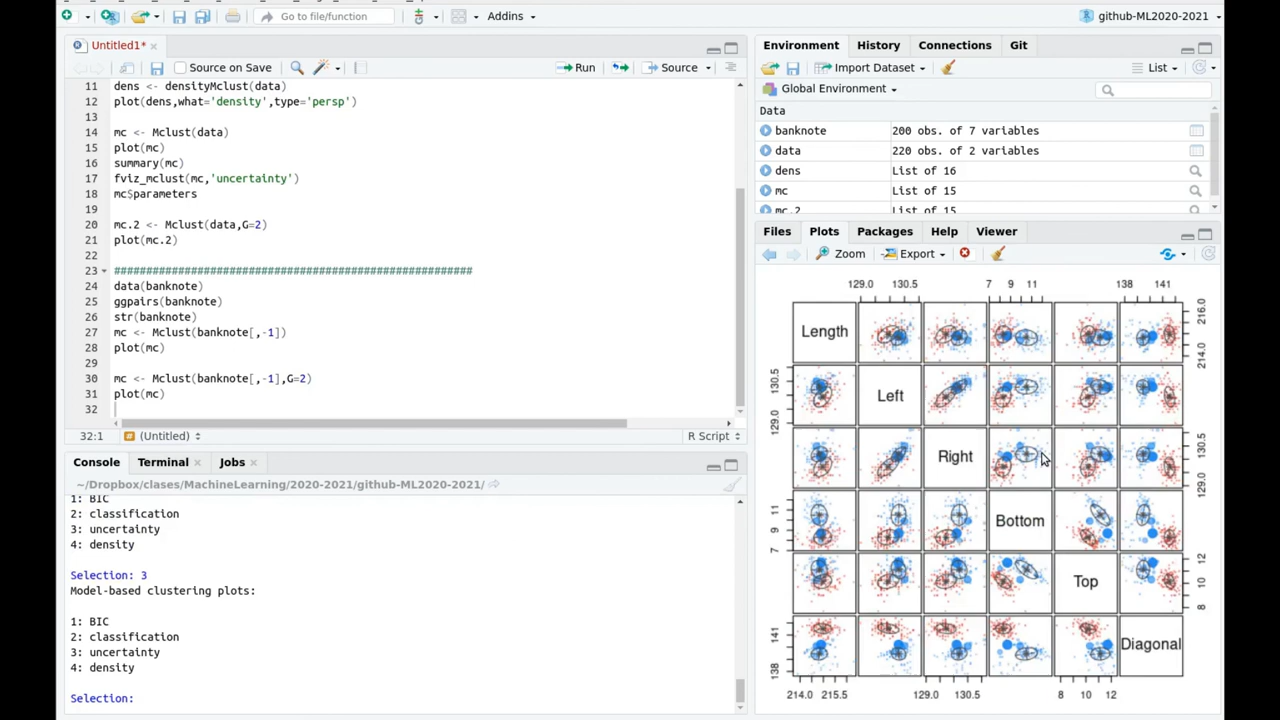 Go to file/function
Addins
github-ML2020-2021
Untitled1*
Source on Save
Run
Source
11 dens <- densityMclust(data)
12 plot(dens,what='density',type='persp')
13
14 mc <- Mclust(data)
15 plot(mc)
16 summary(mc)
17 fviz_mclust(mc,'uncertainty')
18 mc$parameters
19
20 mc.2 <- Mclust(data,G=2)
21 plot(mc.2)
22
23 #######################################################
24 data(banknote)
25 ggpairs(banknote)
26 str(banknote)
27 mc <- Mclust(banknote[,-1])
28 plot(mc)
29
30 mc <- Mclust(banknote[,-1],G=2)
31 plot(mc)
32
32:1 # (Untitled) R Script
Console Terminal Jobs
~/Dropbox/clases/MachineLearning/2020-2021/github-ML2020-2021/
1: BIC
2: classification
3: uncertainty
4: density
Selection: 3
Model-based clustering plots:
1: BIC
2: classification
3: uncertainty
4: density
Selection:
Environment History Connections Git
Import Dataset
List
Global Environment
Data
banknote 200 obs. of 7 variables
data 220 obs. of 2 variables
dens List of 16
mc List of 15
mc.2 List of 15
Files Plots Packages Help Viewer
Zoom Export
129.0 130.5 7 9 11 138 141
Length
214.0 216.0
Left
129.0 130.5
Right
129.0 130.5
Bottom
7 9 11
Top
8 10 12
Diagonal
138 141
214.0 215.5 129.0 130.5 8 10 12